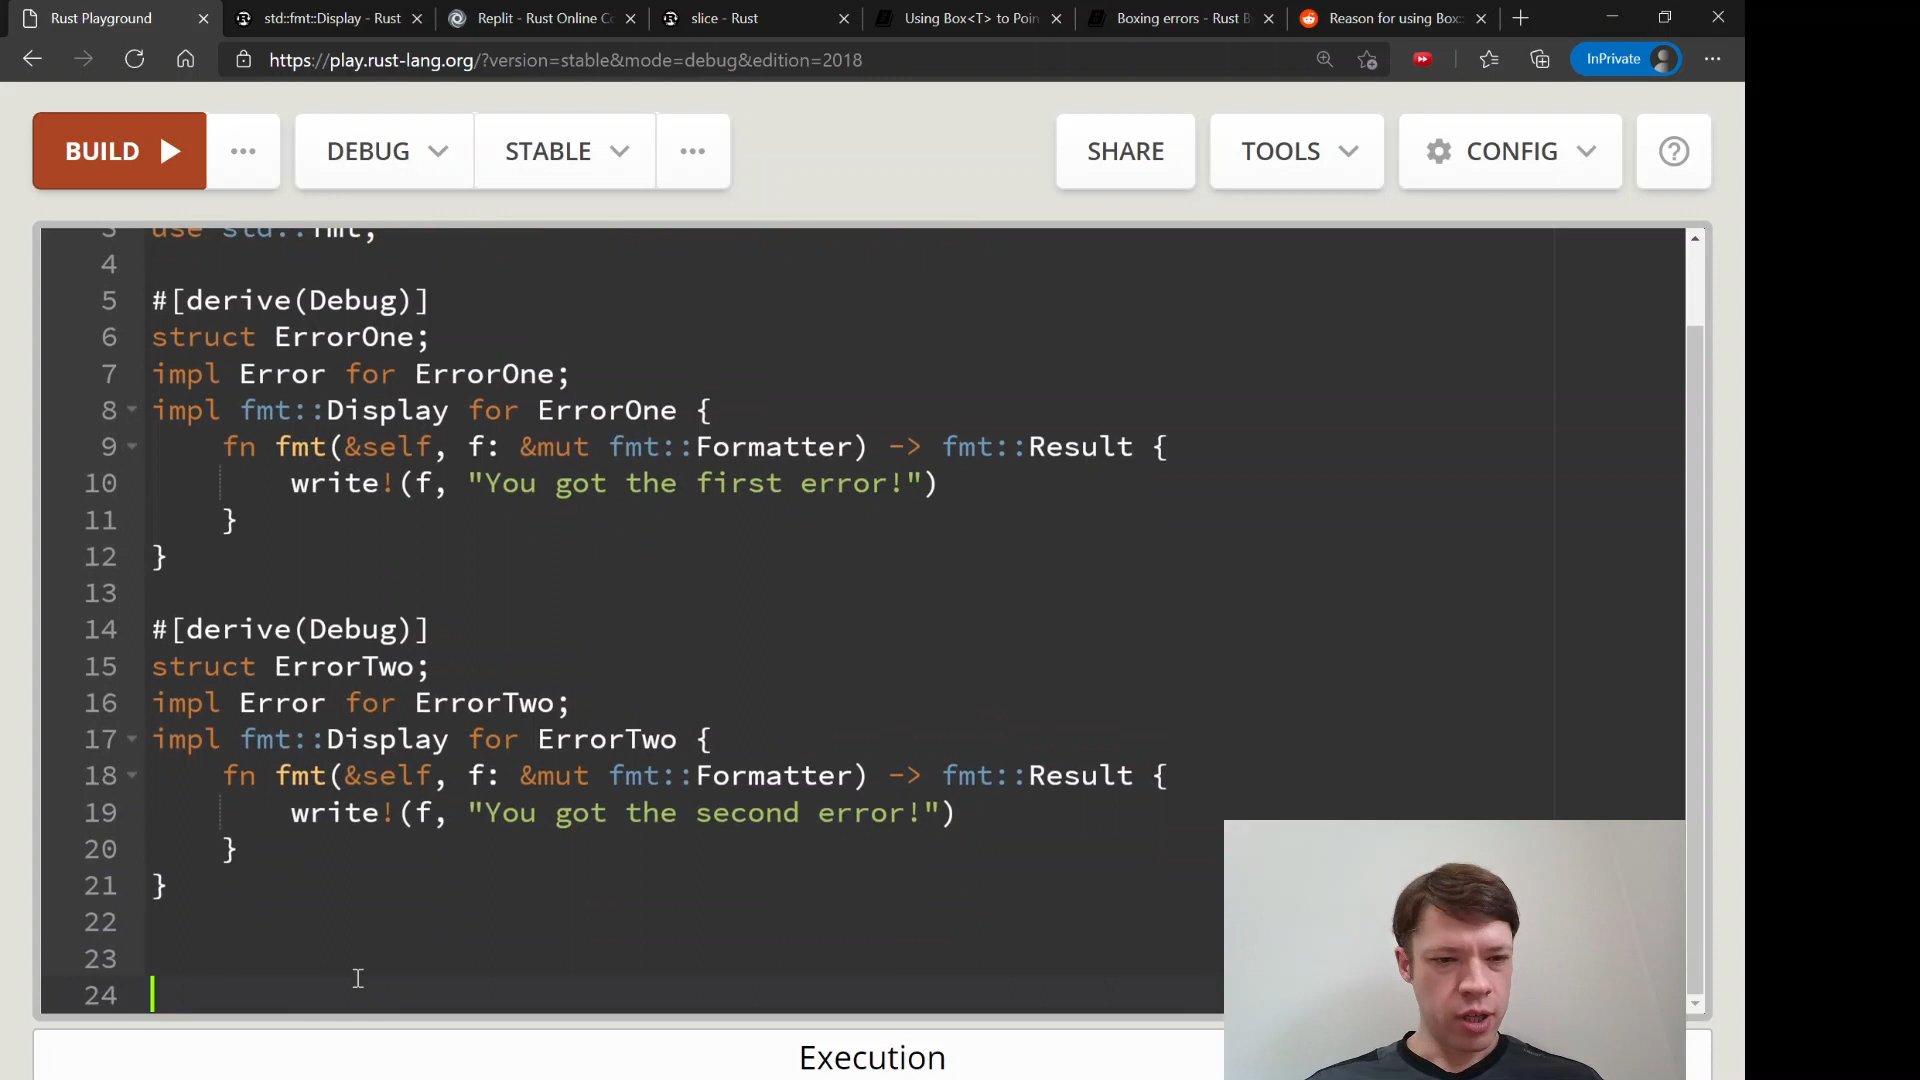 Rust Playground
std::fmt::Display - Rust
Replit - Rust Online Co
slice - Rust
Using Box<T> to Poin
Boxing errors - Rust B
Reason for using Box:
https://play.rust-lang.org/?version=stable&mode=debug&edition=2018
InPrivate
BUILD
DEBUG
STABLE
SHARE
TOOLS
CONFIG
3 use std::fmt;
4
5 #[derive(Debug)]
6 struct ErrorOne;
7 impl Error for ErrorOne;
8 impl fmt::Display for ErrorOne {
9 fn fmt(&self, f: &mut fmt::Formatter) -> fmt::Result {
10 write!(f, "You got the first error!")
11 }
12 }
13
14 #[derive(Debug)]
15 struct ErrorTwo;
16 impl Error for ErrorTwo;
17 impl fmt::Display for ErrorTwo {
18 fn fmt(&self, f: &mut fmt::Formatter) -> fmt::Result {
19 write!(f, "You got the second error!")
20 }
21 }
22
23
24
Execution